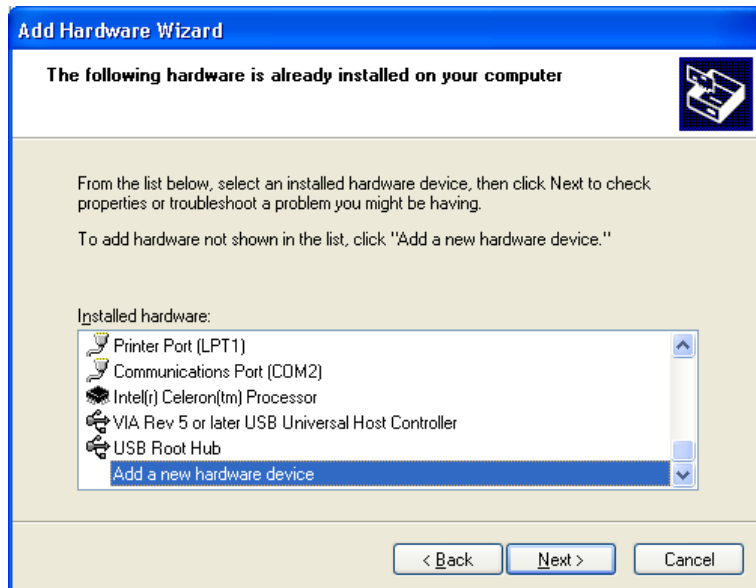 Add Hardware Wizard
The following hardware is already installed on your computer
From the list below, select an installed hardware device, then click Next to check
properties or troubleshoot a problem you might be having.
To add hardware not shown in the list, click "Add a new hardware device."
Installed hardware:
Printer Port (LPT1)
Communications Port (COM2)
Intel(r) Celeron(tm) Processor
VIA Rev 5 or later USB Universal Host Controller
USB Root Hub
Add a new hardware device
< Back Next > Cancel